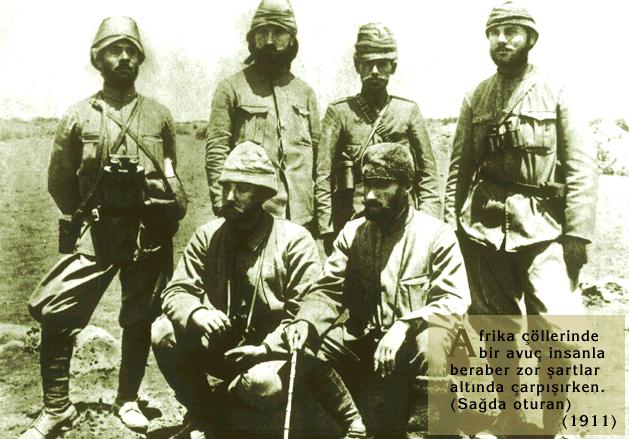 Afrika çöllerinde
bir avuç insanla
beraber zor şartlar
altında çarpışırken.
(Sağda oturan)
(1911)